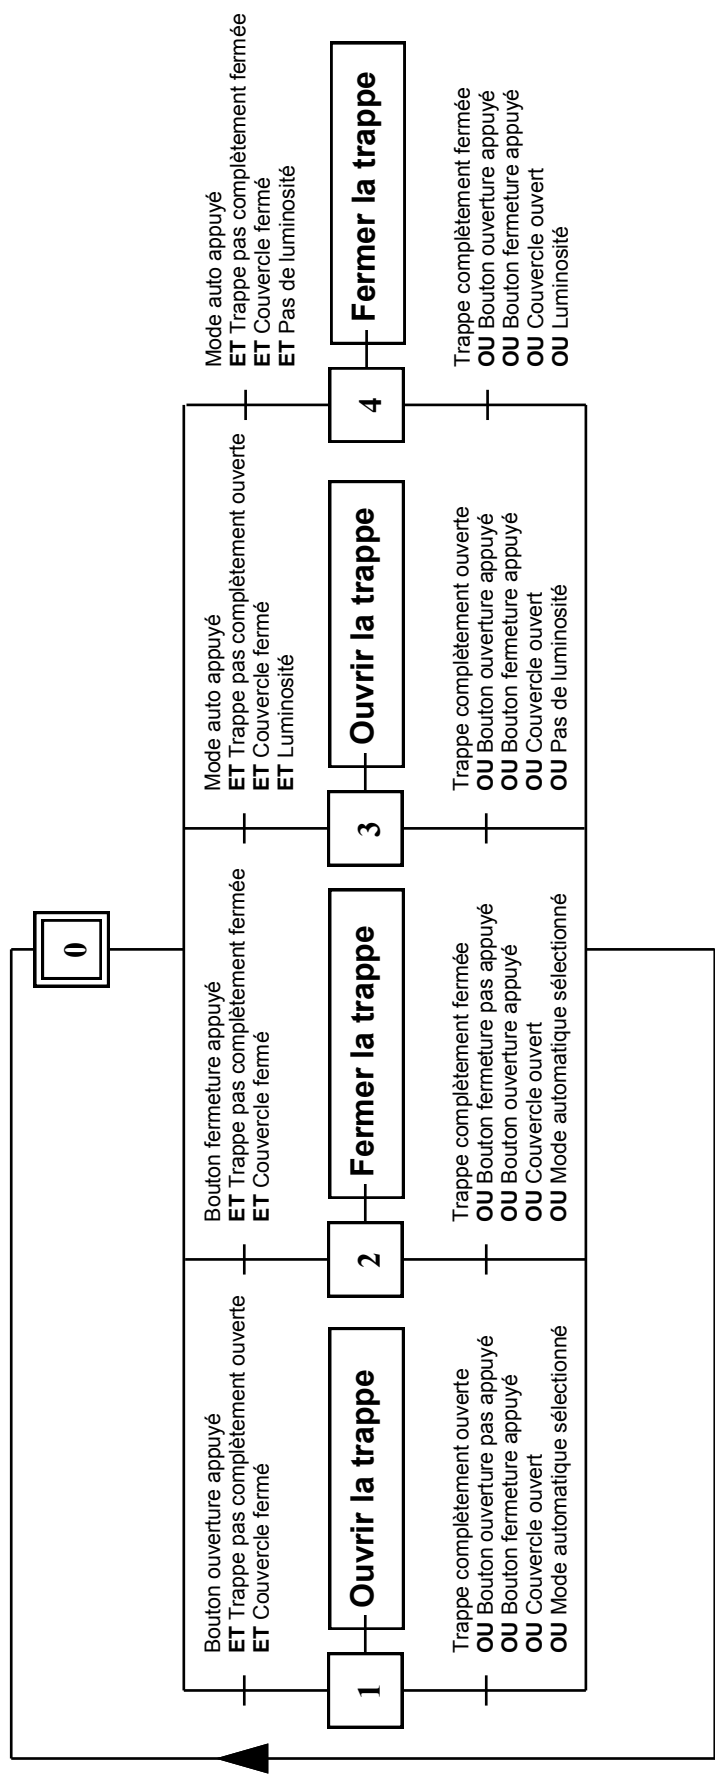 0
Bouton ouverture appuyé
ET Trappe pas complètement ouverte
ET Couvercle fermé
1
Ouvrir la trappe
Trappe complètement ouverte
OU Bouton ouverture pas appuyé
OU Bouton fermeture appuyé
OU Couvercle ouvert
OU Mode automatique sélectionné
Bouton fermeture appuyé
ET Trappe pas complètement fermée
ET Couvercle fermé
2
Fermer la trappe
Trappe complètement fermée
OU Bouton fermeture pas appuyé
OU Bouton ouverture appuyé
OU Couvercle ouvert
OU Mode automatique sélectionné
Mode auto appuyé
ET Trappe pas complètement ouverte
ET Couvercle fermé
ET Luminosité
3
Ouvrir la trappe
Trappe complètement ouverte
OU Bouton ouverture appuyé
OU Bouton fermeture appuyé
OU Couvercle ouvert
OU Pas de luminosité
Mode auto appuyé
ET Trappe pas complètement fermée
ET Couvercle fermé
ET Pas de luminosité
4
Fermer la trappe
Trappe complètement fermée
OU Bouton ouverture appuyé
OU Bouton fermeture appuyé
OU Couvercle ouvert
OU Luminosité